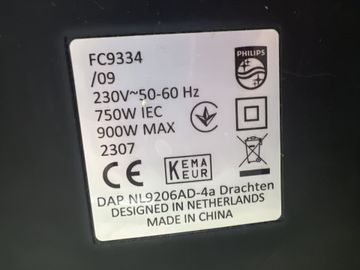 FC9334
/09
230V~50-60 Hz
750W IEC
900W MAX
2307
PHILIPS
CE
KEMA
KEUR
DAP NL9206AD-4a Drachten
DESIGNED IN NETHERLANDS
MADE IN CHINA